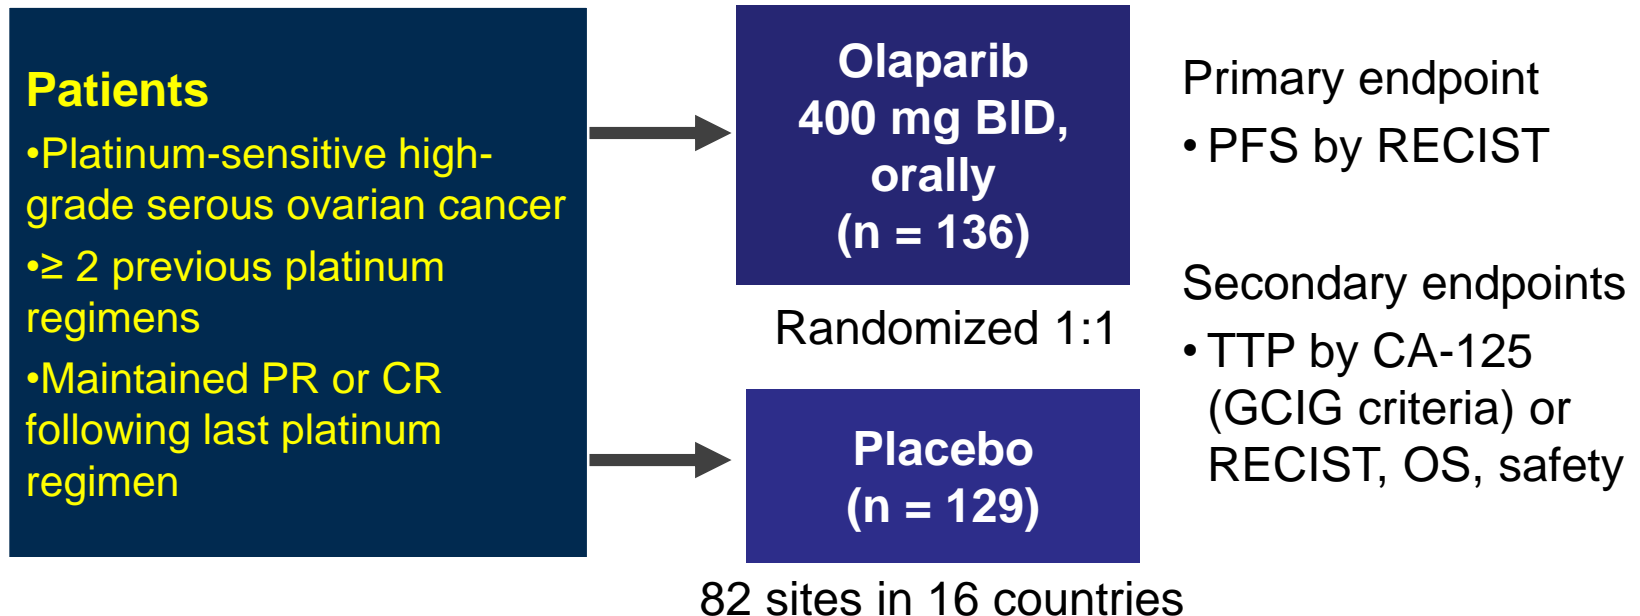 Patients
•Platinum-sensitive high-
grade serous ovarian cancer
•≥ 2 previous platinum
regimens
•Maintained PR or CR
following last platinum
regimen
Olaparib
400 mg BID,
orally
(n = 136)
Randomized 1:1
Placebo
(n = 129)
82 sites in 16 countries
Primary endpoint
• PFS by RECIST
Secondary endpoints
• TTP by CA-125
(GCIG criteria) or
RECIST, OS, safety